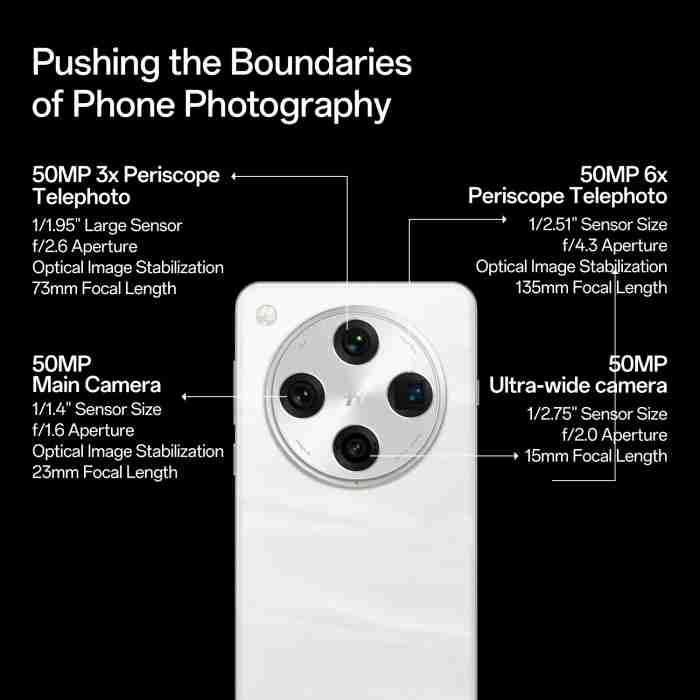 Pushing the Boundaries
of Phone Photography
50MP 3x Periscope
Telephoto
1/1.95" Large Sensor
f/2.6 Aperture
Optical Image Stabilization
73mm Focal Length
50MP 6x
Periscope Telephoto
1/2.51" Sensor Size
f/4.3 Aperture
Optical Image Stabilization
135mm Focal Length
50MP
Main Camera
1/1.4" Sensor Size
f/1.6 Aperture
Optical Image Stabilization
23mm Focal Length
50MP
Ultra-wide camera
1/2.75" Sensor Size
f/2.0 Aperture
15mm Focal Length